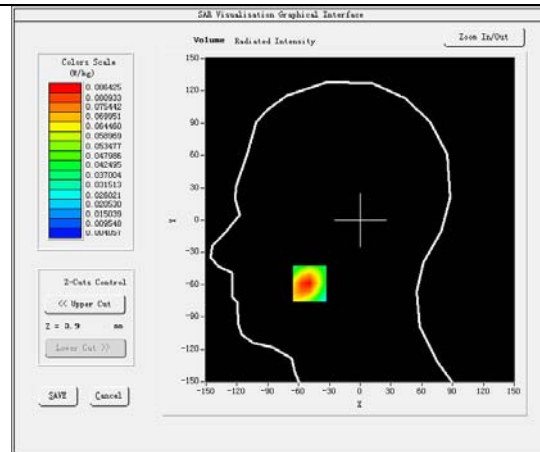 SAR Visualisation Graphical Interface
Volume Radiated Intensity
Zoom In/Out
Colors Scale
(W/kg)
0.086425
0.080933
0.075442
0.069951
0.064460
0.058969
0.053477
0.047986
0.042495
0.037004
0.031513
0.026021
0.020530
0.015039
0.009548
0.004057
Z-Cuts Control
<< Upper Cut
Z = 3.9 mm
Lower Cut >>
SAVE
Cancel
150
120
90
60
30
0
-30
-60
-90
-120
-150
Y
-150 -120 -90 -60 -30 0 30 60 90 120 150
X